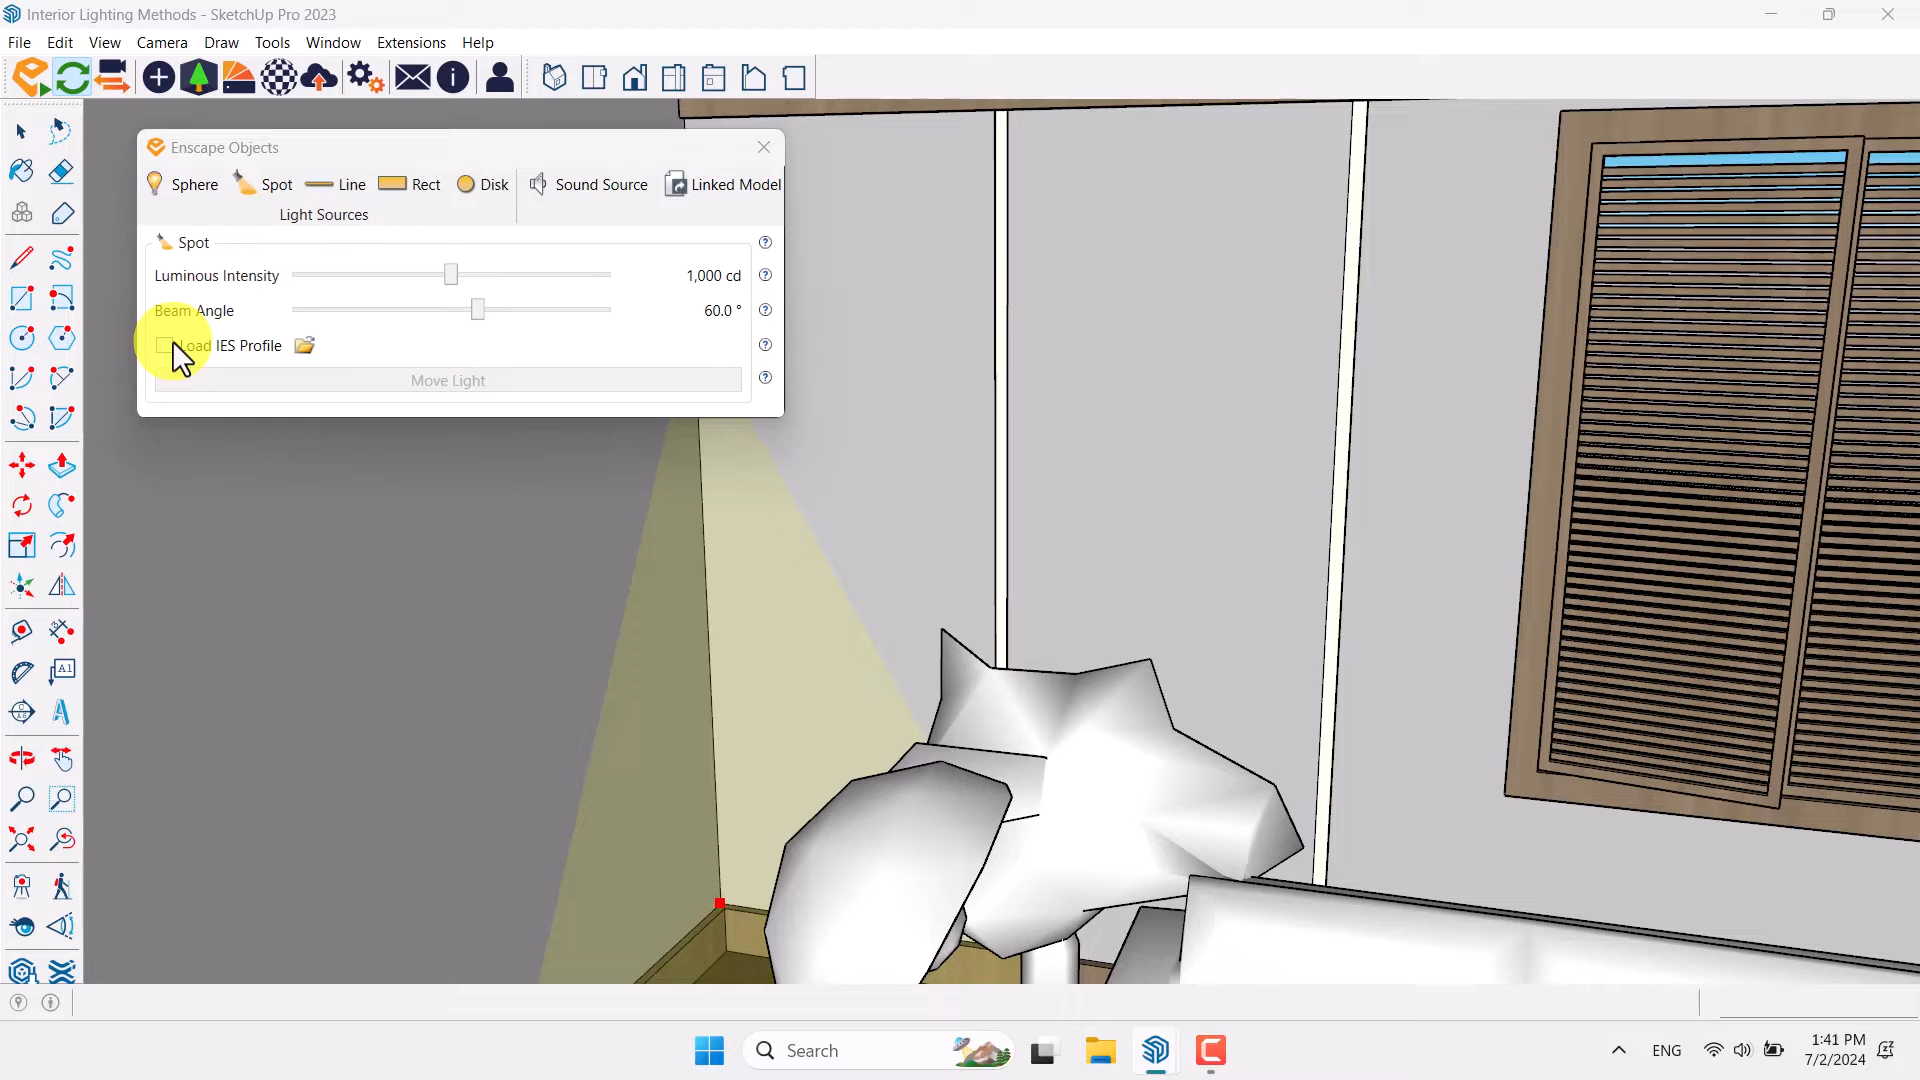 Interior Lighting Methods - SketchUp Pro 2023
File Edit View Camera Draw Tools Window Extensions Help
Enscape Objects
Sphere Spot Line Rect Disk Sound Source Linked Model
Light Sources
Spot
Luminous Intensity 1,000 cd
Beam Angle 60.0 °
Load IES Profile
Move Light
Search
ENG
1:41 PM
7/2/2024